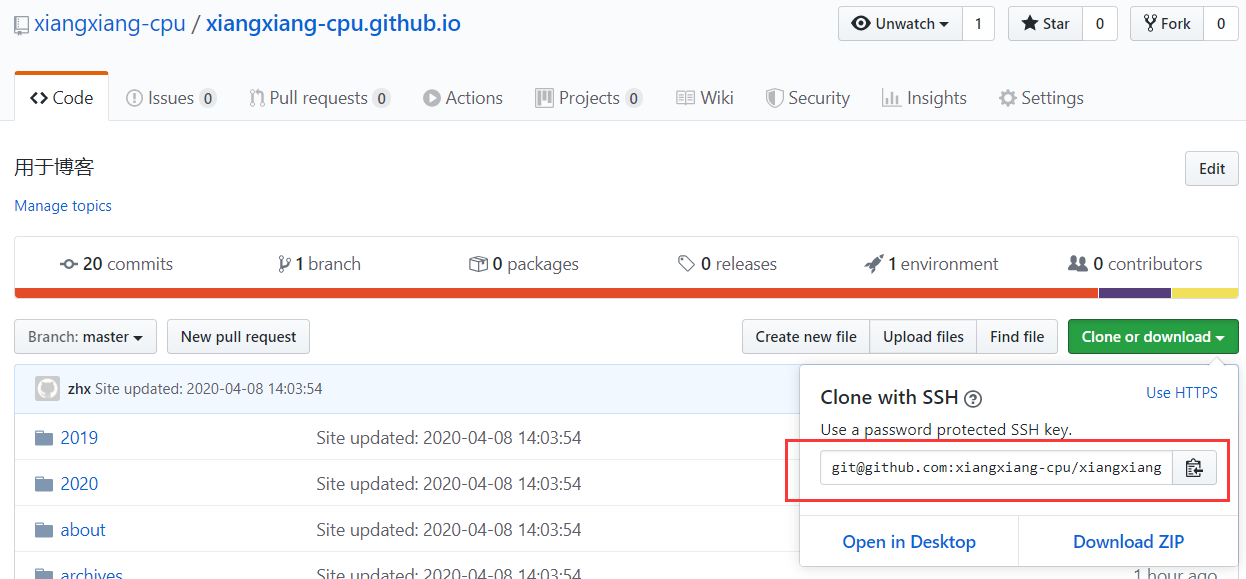 xiangxiang-cpu / xiangxiang-cpu.github.io
Unwatch 1 Star 0 Fork 0
Code Issues 0 Pull requests 0 Actions Projects 0 Wiki Security Insights Settings
用于博客
Edit
Manage topics
20 commits 1 branch 0 packages 0 releases 1 environment 0 contributors
Branch: master New pull request Create new file Upload files Find file Clone or download
zhx Site updated: 2020-04-08 14:03:54
Clone with SSH ? Use HTTPS
Use a password protected SSH key.
git@github.com:xiangxiang-cpu/xiangxiang
Open in Desktop Download ZIP
2019 Site updated: 2020-04-08 14:03:54
2020 Site updated: 2020-04-08 14:03:54
about Site updated: 2020-04-08 14:03:54
archives Site updated: 2020-04-08 14:03:54 1 hour ago